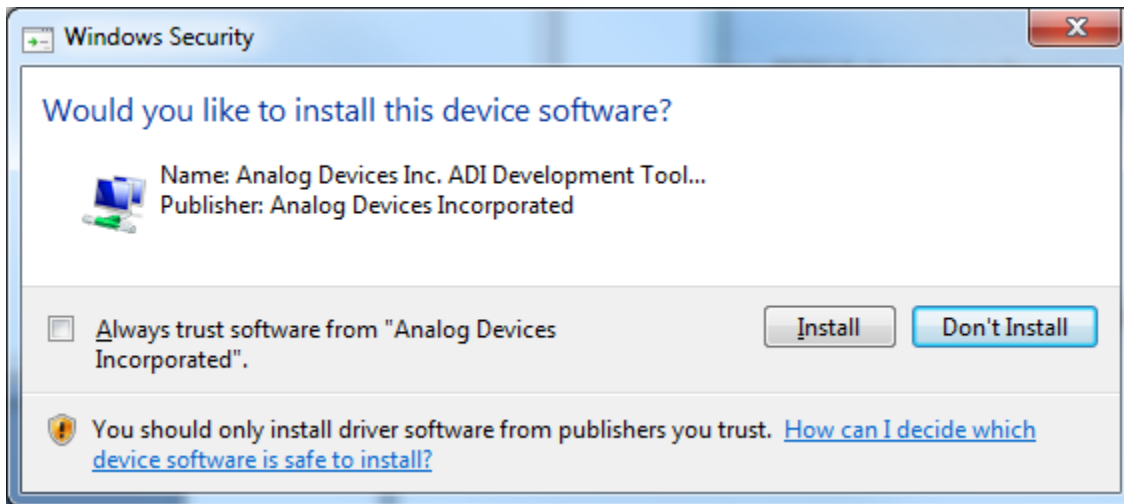 Windows Security
Would you like to install this device software?
Name: Analog Devices Inc. ADI Development Tool...
Publisher: Analog Devices Incorporated
Always trust software from "Analog Devices
Incorporated".
Install
Don't Install
You should only install driver software from publishers you trust. How can I decide which
device software is safe to install?